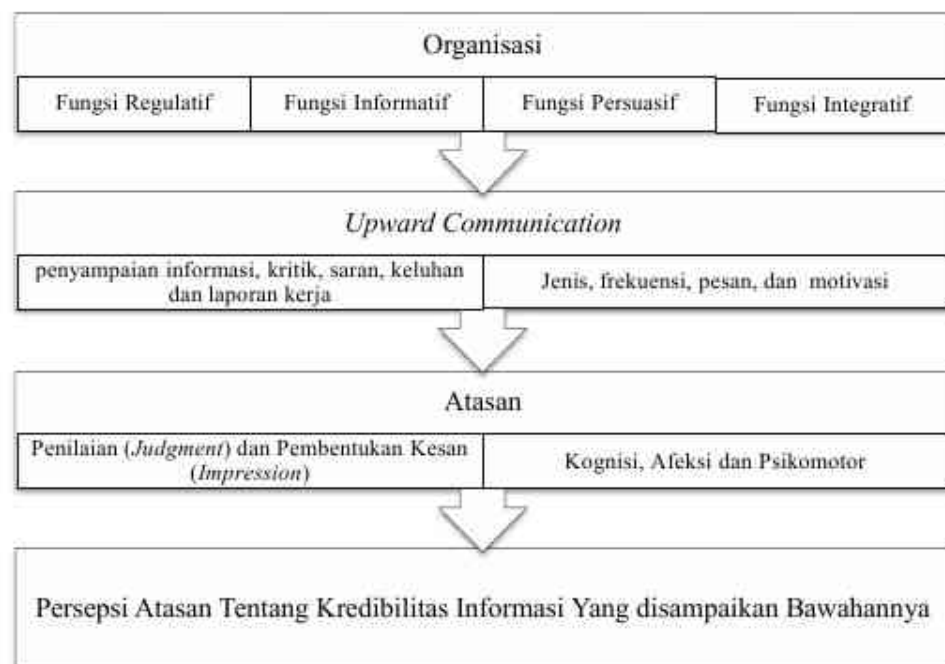 Organisasi
Fungsi Regulatif
Fungsi Informatif
Fungsi Persuasif
Fungsi Integratif
Upward Communication
penyampaian informasi, kritik, saran, keluhan
dan laporan kerja
Jenis, frekuensi, pesan, dan motivasi
Atasan
Penilaian (Judgment) dan Pembentukan Kesan
(Impression)
Kognisi, Afeksi dan Psikomotor
Persepsi Atasan Tentang Kredibilitas Informasi Yang disampaikan Bawahannya